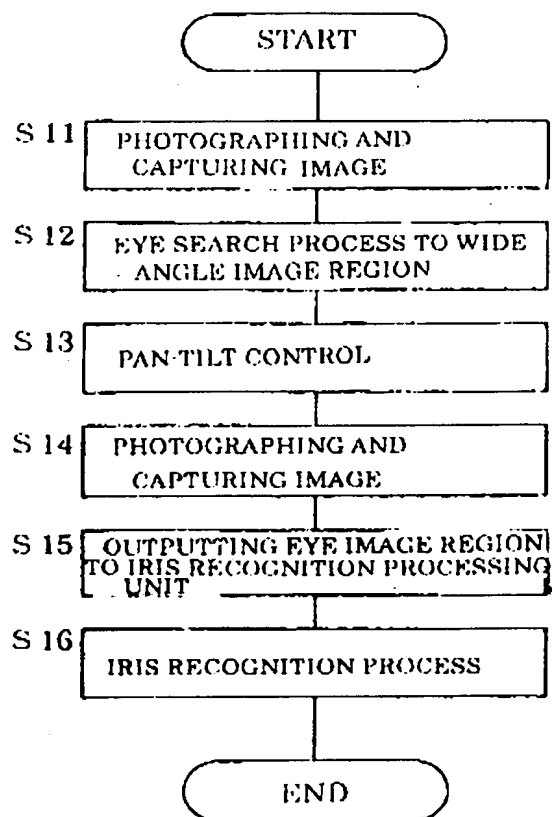 START
S 11
PHOTOGRAPHING AND
CAPTURING IMAGE
S 12
EYE SEARCH PROCESS TO WIDE
ANGLE IMAGE REGION
S 13
PAN-TILT CONTROL
S 14
PHOTOGRAPHING AND
CAPTURING IMAGE
S 15
OUTPUTTING EYE IMAGE REGION
TO IRIS RECOGNITION PROCESSING
UNIT
S 16
IRIS RECOGNITION PROCESS
END